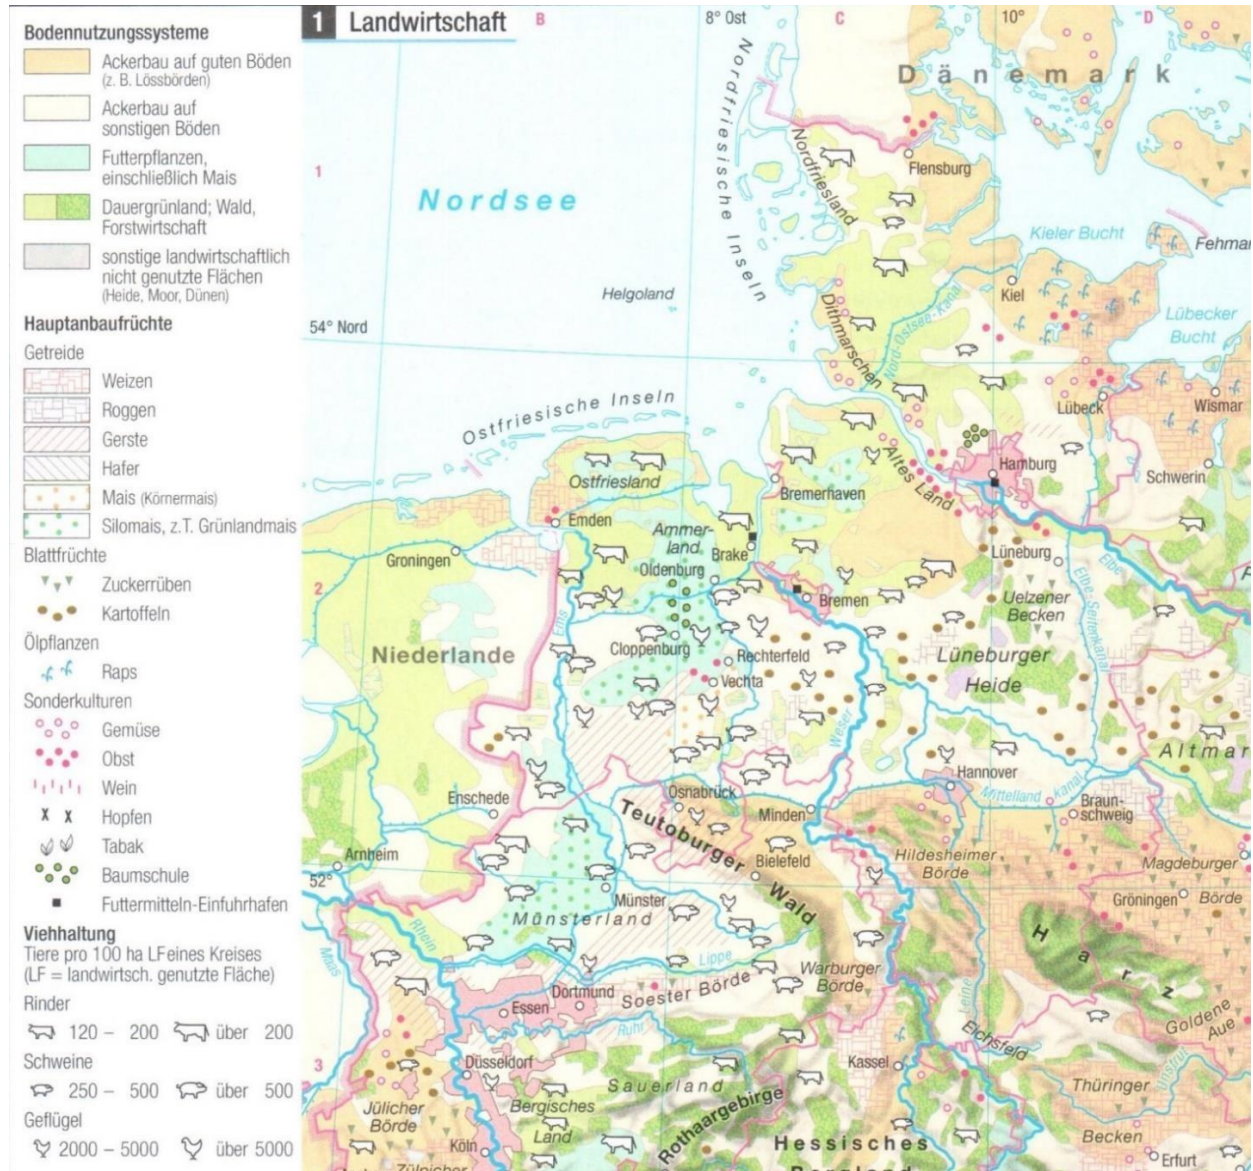 Bodennutzungssysteme
Ackerbau auf guten Böden
(z. B. Lössbörden)
Ackerbau auf
sonstigen Böden
Futterpflanzen,
einschließlich Mais
Dauergrünland; Wald,
Forstwirtschaft
sonstige landwirtschaftlich
nicht genutzte Flächen
(Heide, Moor, Dünen)
Hauptanbaufrüchte
Getreide
Weizen
Roggen
Gerste
Hafer
Mais (Körnermais)
Silomais, z.T. Grünlandmais
Blattfrüchte
Zuckerrüben
Kartoffeln
Ölpflanzen
Raps
Sonderkulturen
Gemüse
Obst
Wein
Hopfen
Tabak
Baumschule
Futtermitteln-Einfuhrhafen
Viehhaltung
Tiere pro 100 ha LF eines Kreises
(LF = landwirtsch. genutzte Fläche)
Rinder
120 – 200 über 200
Schweine
250 – 500 über 500
Geflügel
2000 – 5000 über 5000
1 Landwirtschaft
B
8° Ost
C
10°
D
Dänemark
Nordfriesische Inseln
Nordfriesland
Flensburg
1
Nordsee
Kieler Bucht
Fehmar
Helgoland
Kiel
54° Nord
Dithmarschen
Nord-Ostsee-Kanal
Lübecker
Bucht
Ostfriesische Inseln
Lübeck
Wismar
Altes Land
Hamburg
Schwerin
Ostfriesland
Bremerhaven
Emden
Ammer-
land
Brake
Groningen
Oldenburg
Lüneburg
Elbe
2
Ems
Bremen
Uelzener
Becken
Elbe-Seitenkanal
Cloppenburg
Rechterfeld
Niederlande
Vechta
Lüneburger
Heide
Weser
Altmar
Hannover
Enschede
Osnabrück
Minden
Mittelland kanal
Braun-
schweig
Teutoburger
Wald
Arnheim
Bielefeld
Hildesheimer
Börde
Magdeburger
Börde
52°
Gröningen
Münster
Münsterland
Harz
Maas
Rhein
Lippe
Warburger
Börde
Dortmund
Soester Börde
Essen
Leine
Goldene
Aue
Ruhr
Eichsfeld
3
Düsseldorf
Kassel
Unstrut
Sauerland
Thüringer
Becken
Jülicher
Börde
Bergisches
Land
Rothaargebirge
Köln
Hessisches
Bergland
Zülpicher
Erfurt